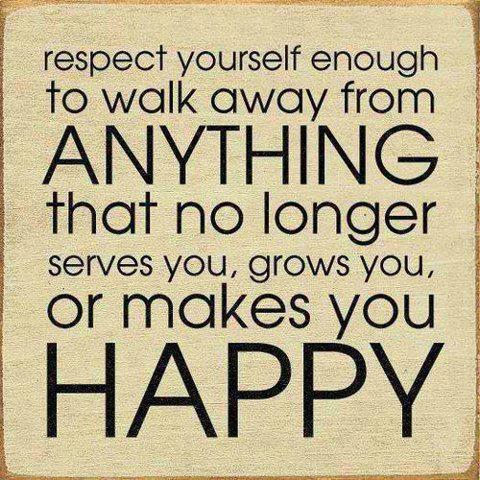 respect yourself enough
to walk away from
ANYTHING
that no longer
serves you, grows you,
or makes you
HAPPY